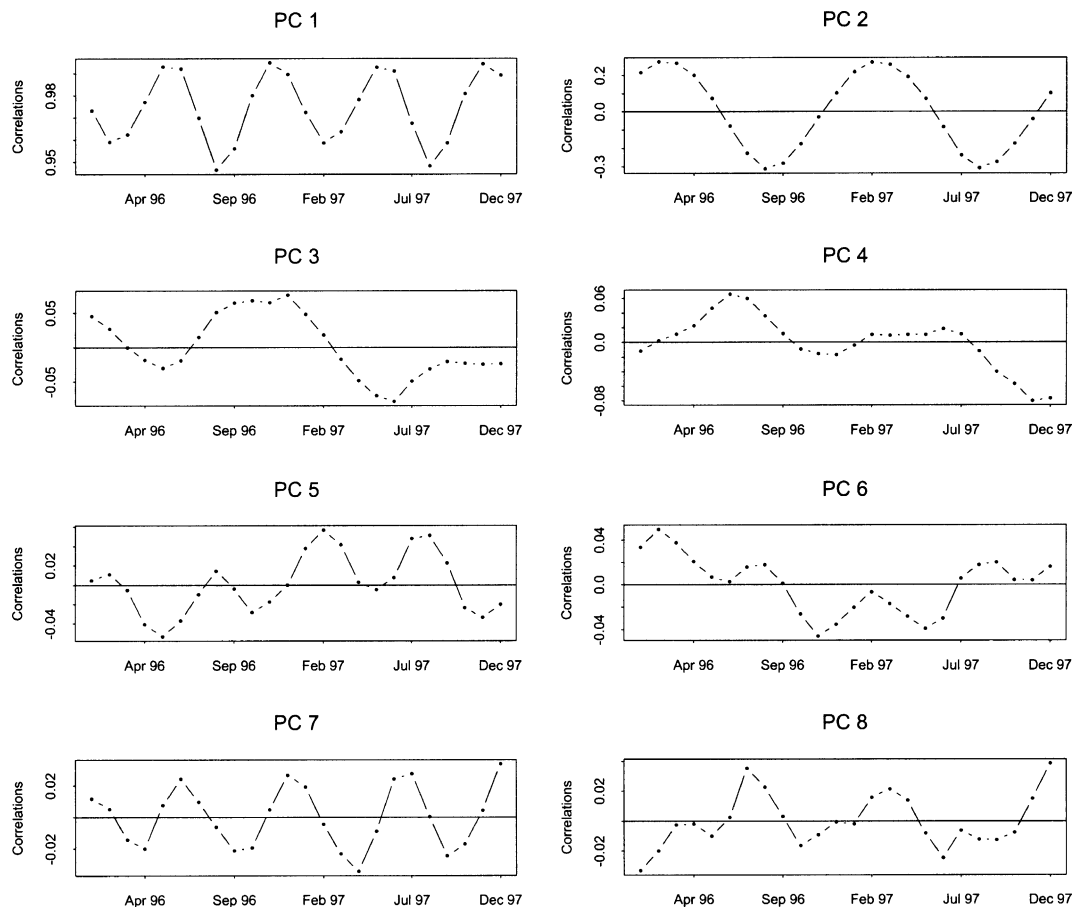 PC 1
Correlations
0.98
0.95
Apr 96 Sep 96 Feb 97 Jul 97 Dec 97
PC 2
Correlations
0.2
0.0
-0.3
Apr 96 Sep 96 Feb 97 Jul 97 Dec 97
PC 3
Correlations
0.05
-0.05
Apr 96 Sep 96 Feb 97 Jul 97 Dec 97
PC 4
Correlations
0.06
0.0
-0.08
Apr 96 Sep 96 Feb 97 Jul 97 Dec 97
PC 5
Correlations
0.02
-0.04
Apr 96 Sep 96 Feb 97 Jul 97 Dec 97
PC 6
Correlations
0.04
0.0
-0.04
Apr 96 Sep 96 Feb 97 Jul 97 Dec 97
PC 7
Correlations
0.02
-0.02
Apr 96 Sep 96 Feb 97 Jul 97 Dec 97
PC 8
Correlations
0.02
-0.02
Apr 96 Sep 96 Feb 97 Jul 97 Dec 97